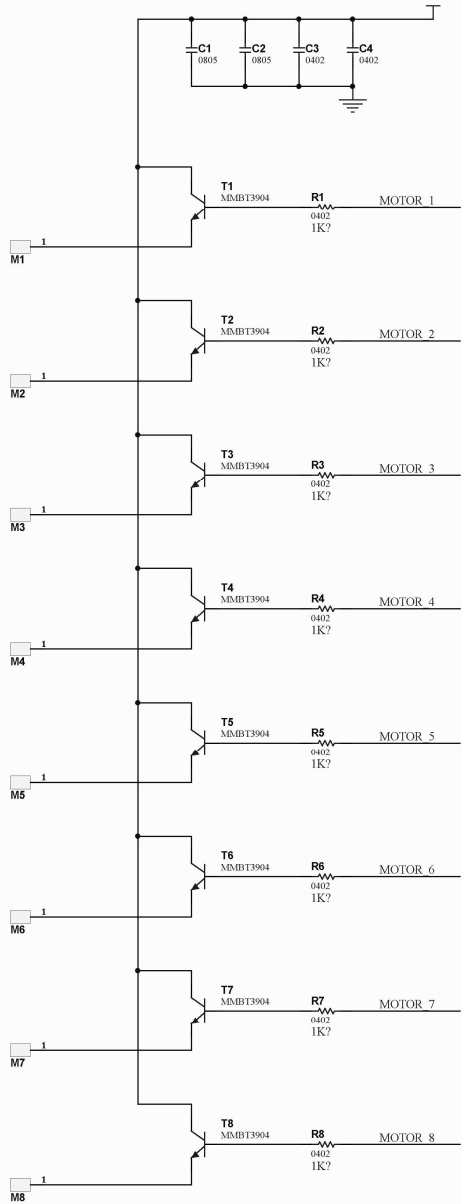 C1 C2 C3 C4
0805 0805 0402 0402
T1
MMBT3904 R1 MOTOR_1
0402
1K?
1
M1
T2
MMBT3904 R2 MOTOR_2
0402
1K?
1
M2
T3
MMBT3904 R3 MOTOR_3
0402
1K?
1
M3
T4
MMBT3904 R4 MOTOR_4
0402
1K?
1
M4
T5
MMBT3904 R5 MOTOR_5
0402
1K?
1
M5
T6
MMBT3904 R6 MOTOR_6
0402
1K?
1
M6
T7
MMBT3904 R7 MOTOR_7
0402
1K?
1
M7
T8
MMBT3904 R8 MOTOR_8
0402
1K?
1
M8